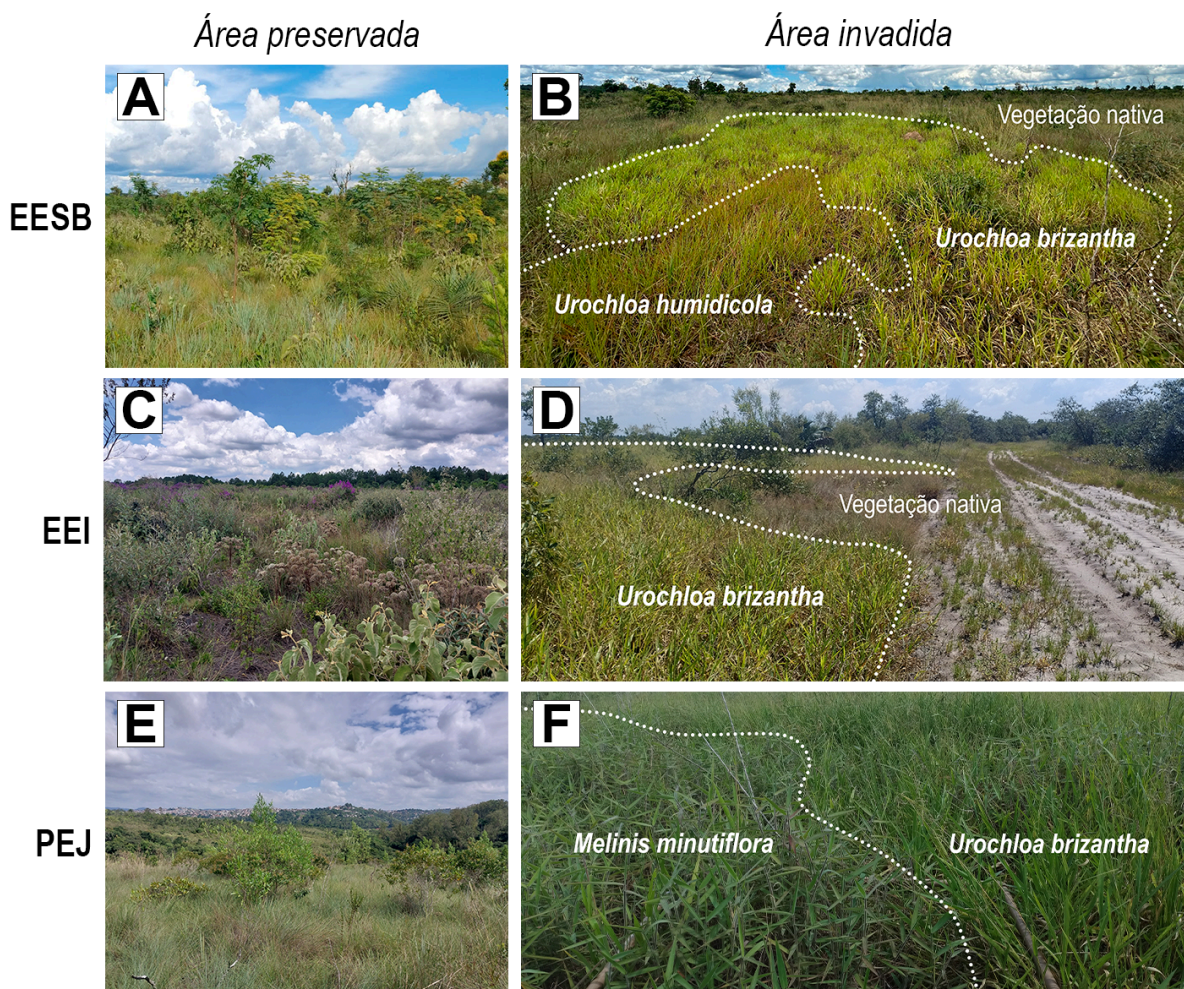 Área preservada
Área invadida
A
B
Vegetação nativa
EESB
Urochloa brizantha
Urochloa humidicola
C
D
Vegetação nativa
EEI
Urochloa brizantha
E
F
PEJ
Melinis minutiflora
Urochloa brizantha